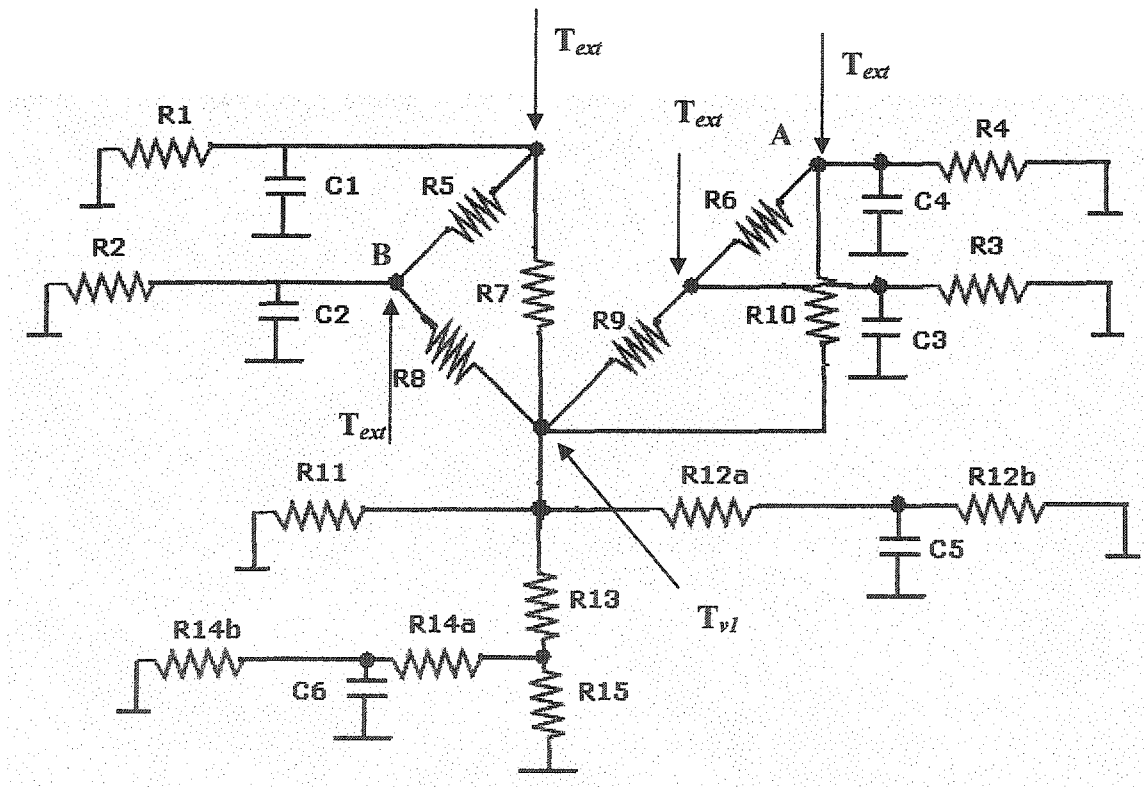 T_ext
T_ext
T_ext
A
R1
R4
C1
R5
R6
C4
R2
B
R3
C2
R7
R9
R10
C3
R8
T_ext
R11
R12a
R12b
C5
R13
T_v1
R14b
R14a
C6
R15